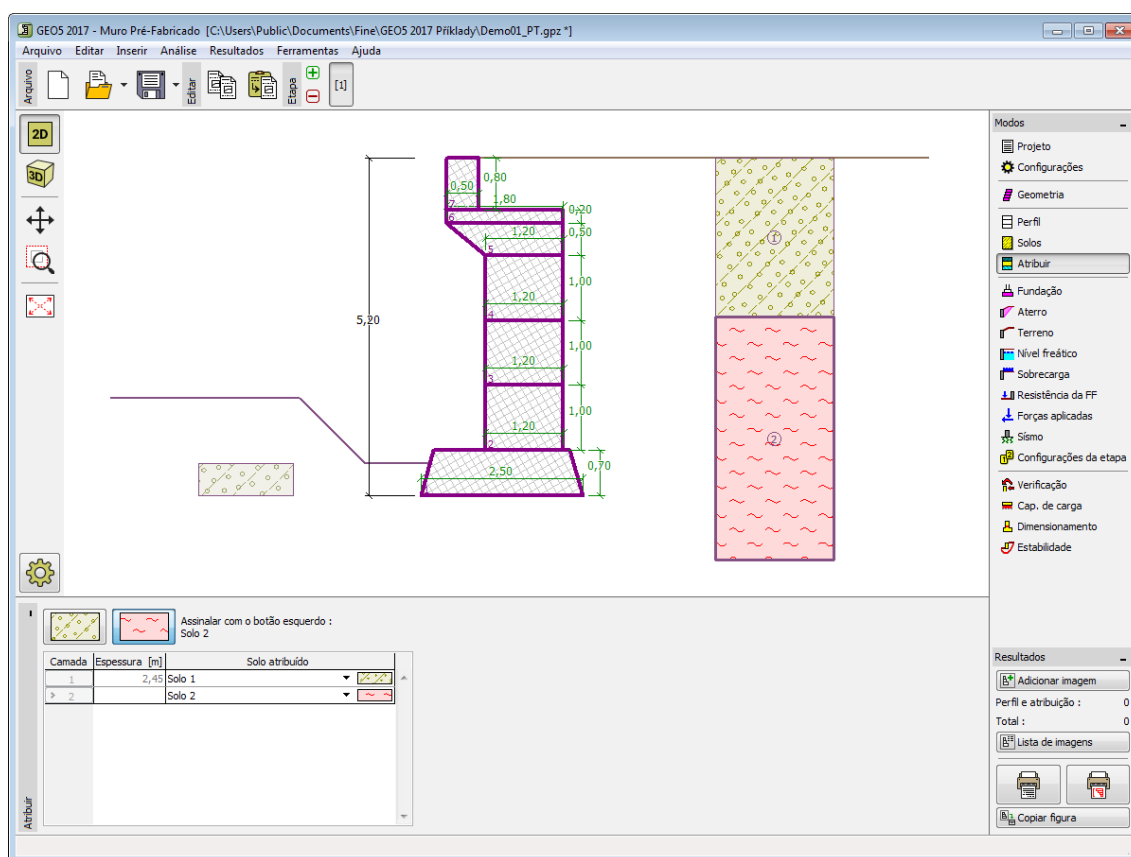 GEO5 2017 - Muro Pré-Fabricado [C:\Users\Public\Documents\Fine\GEO5 2017 Příklady\Demo01_PT.gpz *]
Arquivo Editar Inserir Análise Resultados Ferramentas Ajuda
Arquivo
Editar
Etapa
[1]
2D
3D
5,20
0,50
0,80
1,80
0,20
7
6
1,20
0,50
5
1,00
1,20
4
1,00
1,20
3
1,00
1,20
2
2,50
0,70
1
2
Modos
Projeto
Configurações
Geometria
Perfil
Solos
Atribuir
Fundação
Aterro
Terreno
Nível freático
Sobrecarga
Resistência da FF
Forças aplicadas
Sísmo
Configurações da etapa
Verificação
Cap. de carga
Dimensionamento
Estabilidade
Assinalar com o botão esquerdo :
Solo 2
Camada Espessura [m] Solo atribuído
1 2,45 Solo 1
> 2 Solo 2
Atribuir
Resultados
Adicionar imagem
Perfil e atribuição : 0
Total : 0
Lista de imagens
Copiar figura